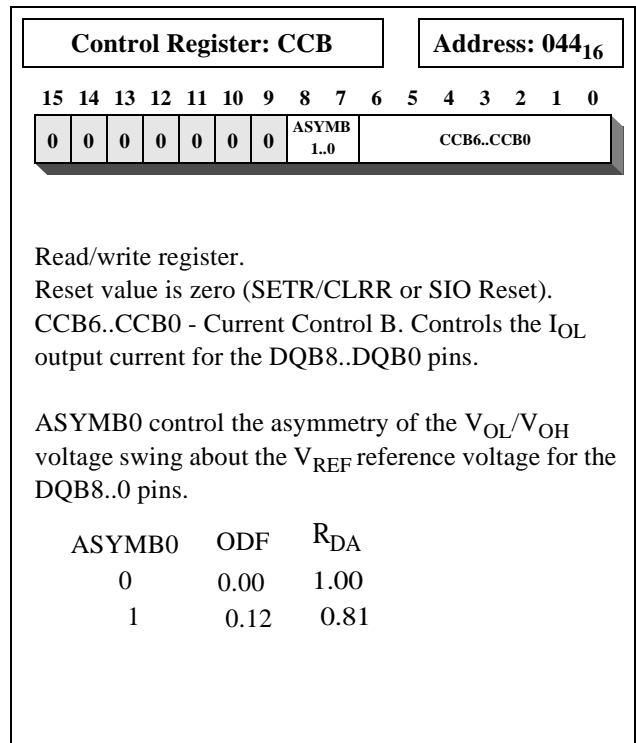 Control Register: CCB Address: 044₁₆
15 14 13 12 11 10 9 8 7 6 5 4 3 2 1 0
0 0 0 0 0 0 0 ASYMB 1..0 CCB6..CCB0
Read/write register.
Reset value is zero (SETR/CLRR or SIO Reset).
CCB6..CCB0 - Current Control B. Controls the I_OL
output current for the DQB8..DQB0 pins.
ASYMB0 control the asymmetry of the V_OL/V_OH
voltage swing about the V_REF reference voltage for the
DQB8..0 pins.
ASYMB0 ODF R_DA
0 0.00 1.00
1 0.12 0.81